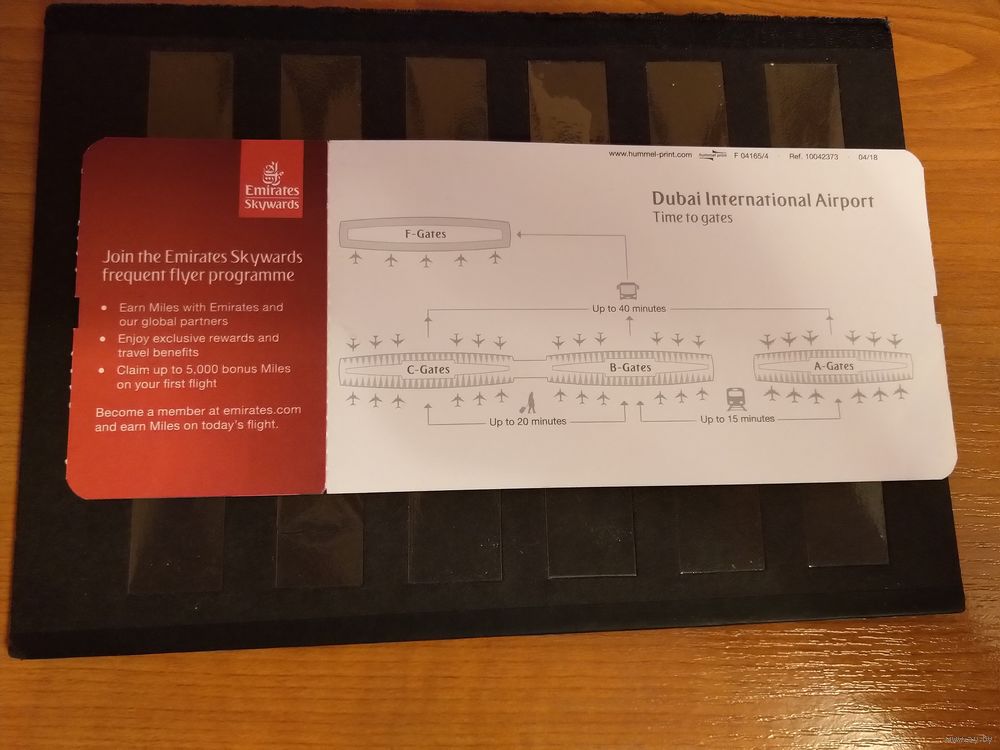 Emirates
Skywards
Join the Emirates Skywards
frequent flyer programme
• Earn Miles with Emirates and
our global partners
• Enjoy exclusive rewards and
travel benefits
• Claim up to 5,000 bonus Miles
on your first flight
Become a member at emirates.com
and earn Miles on today's flight.
www.hummel-print.com hummel print F 04165/4 · Ref. 10042373 · 04/18
Dubai International Airport
Time to gates
F-Gates
Up to 40 minutes
C-Gates
B-Gates
A-Gates
Up to 20 minutes
Up to 15 minutes